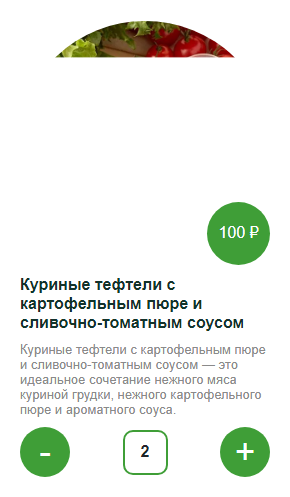 100 ₽
Куриные тефтели с
картофельным пюре и
сливочно-томатным соусом
Куриные тефтели с картофельным пюре
и сливочно-томатным соусом — это
идеальное сочетание нежного мяса
куриной грудки, нежного картофельного
пюре и ароматного соуса.
- 2 +